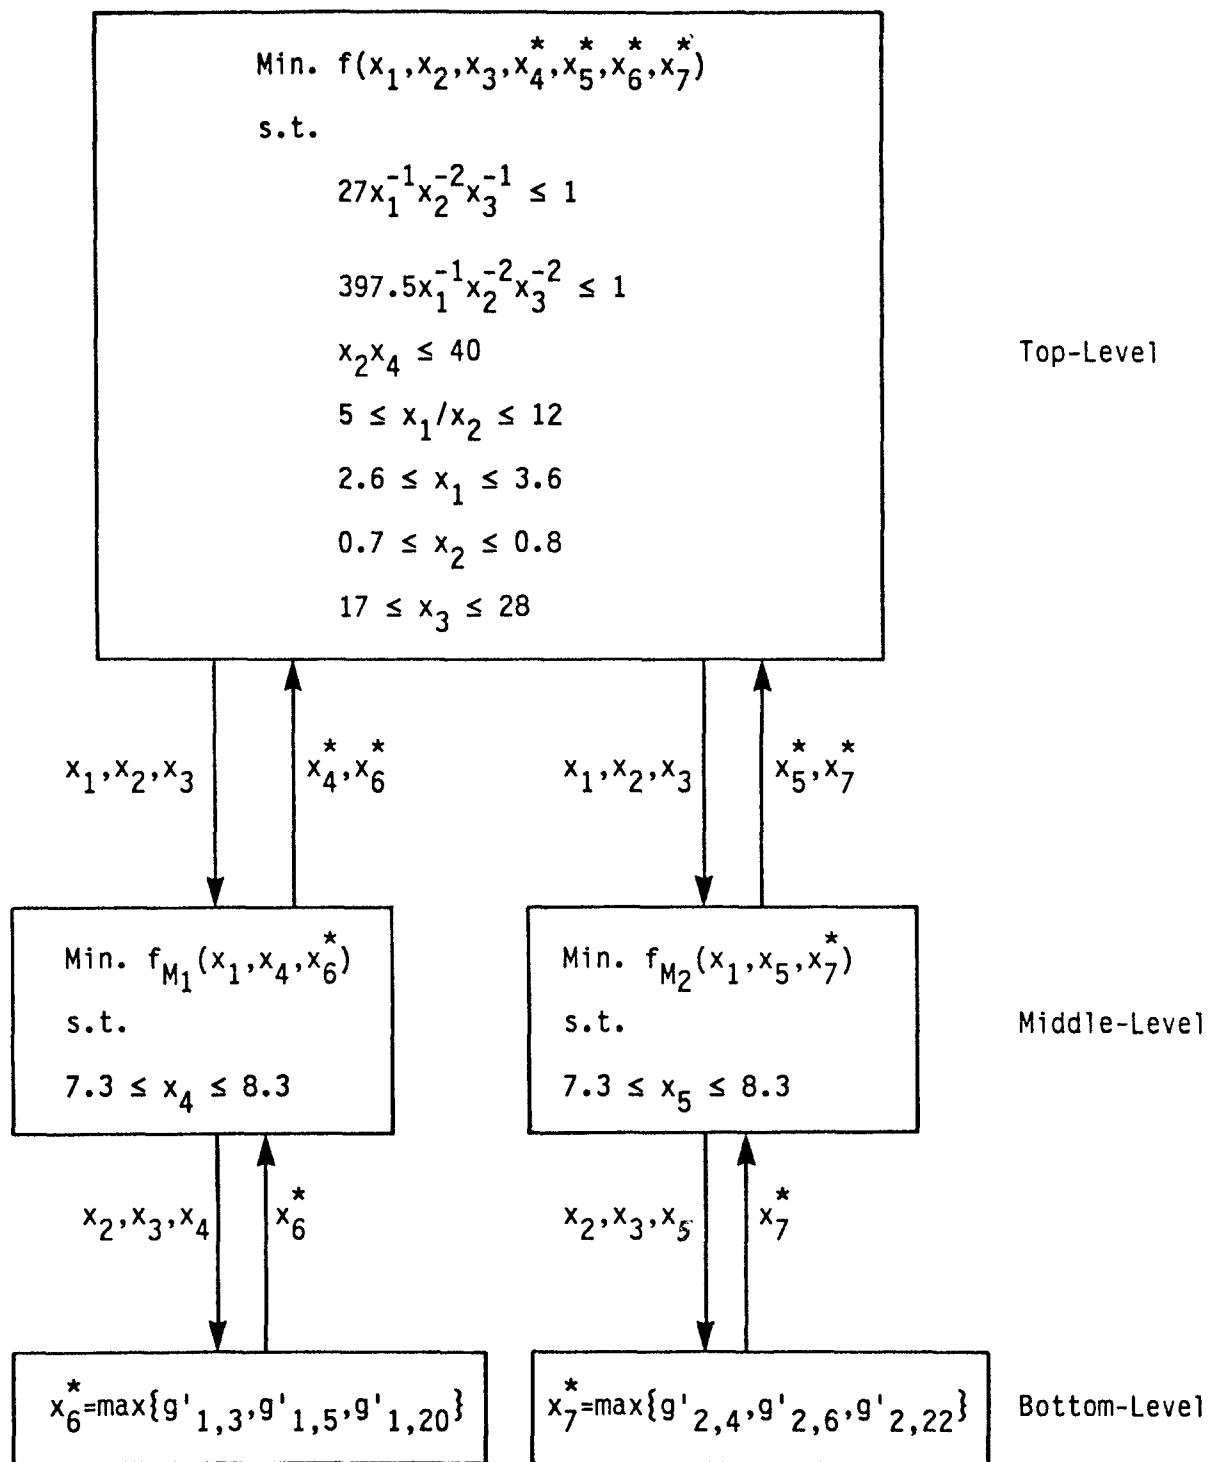 Min. f(x₁,x₂,x₃,x₄*,x₅*,x₆*,x₇*)
s.t.
27x₁⁻¹x₂⁻²x₃⁻¹ ≤ 1
397.5x₁⁻¹x₂⁻²x₃⁻² ≤ 1
x₂x₄ ≤ 40
5 ≤ x₁/x₂ ≤ 12
2.6 ≤ x₁ ≤ 3.6
0.7 ≤ x₂ ≤ 0.8
17 ≤ x₃ ≤ 28
Top-Level
x₁,x₂,x₃
x₄*,x₆*
x₁,x₂,x₃
x₅*,x₇*
Min. f_M₁(x₁,x₄,x₆*)
s.t.
7.3 ≤ x₄ ≤ 8.3
Min. f_M₂(x₁,x₅,x₇*)
s.t.
7.3 ≤ x₅ ≤ 8.3
Middle-Level
x₂,x₃,x₄
x₆*
x₂,x₃,x₅
x₇*
x₆*=max{g'₁,₃,g'₁,₅,g'₁,₂₀}
x₇*=max{g'₂,₄,g'₂,₆,g'₂,₂₂}
Bottom-Level